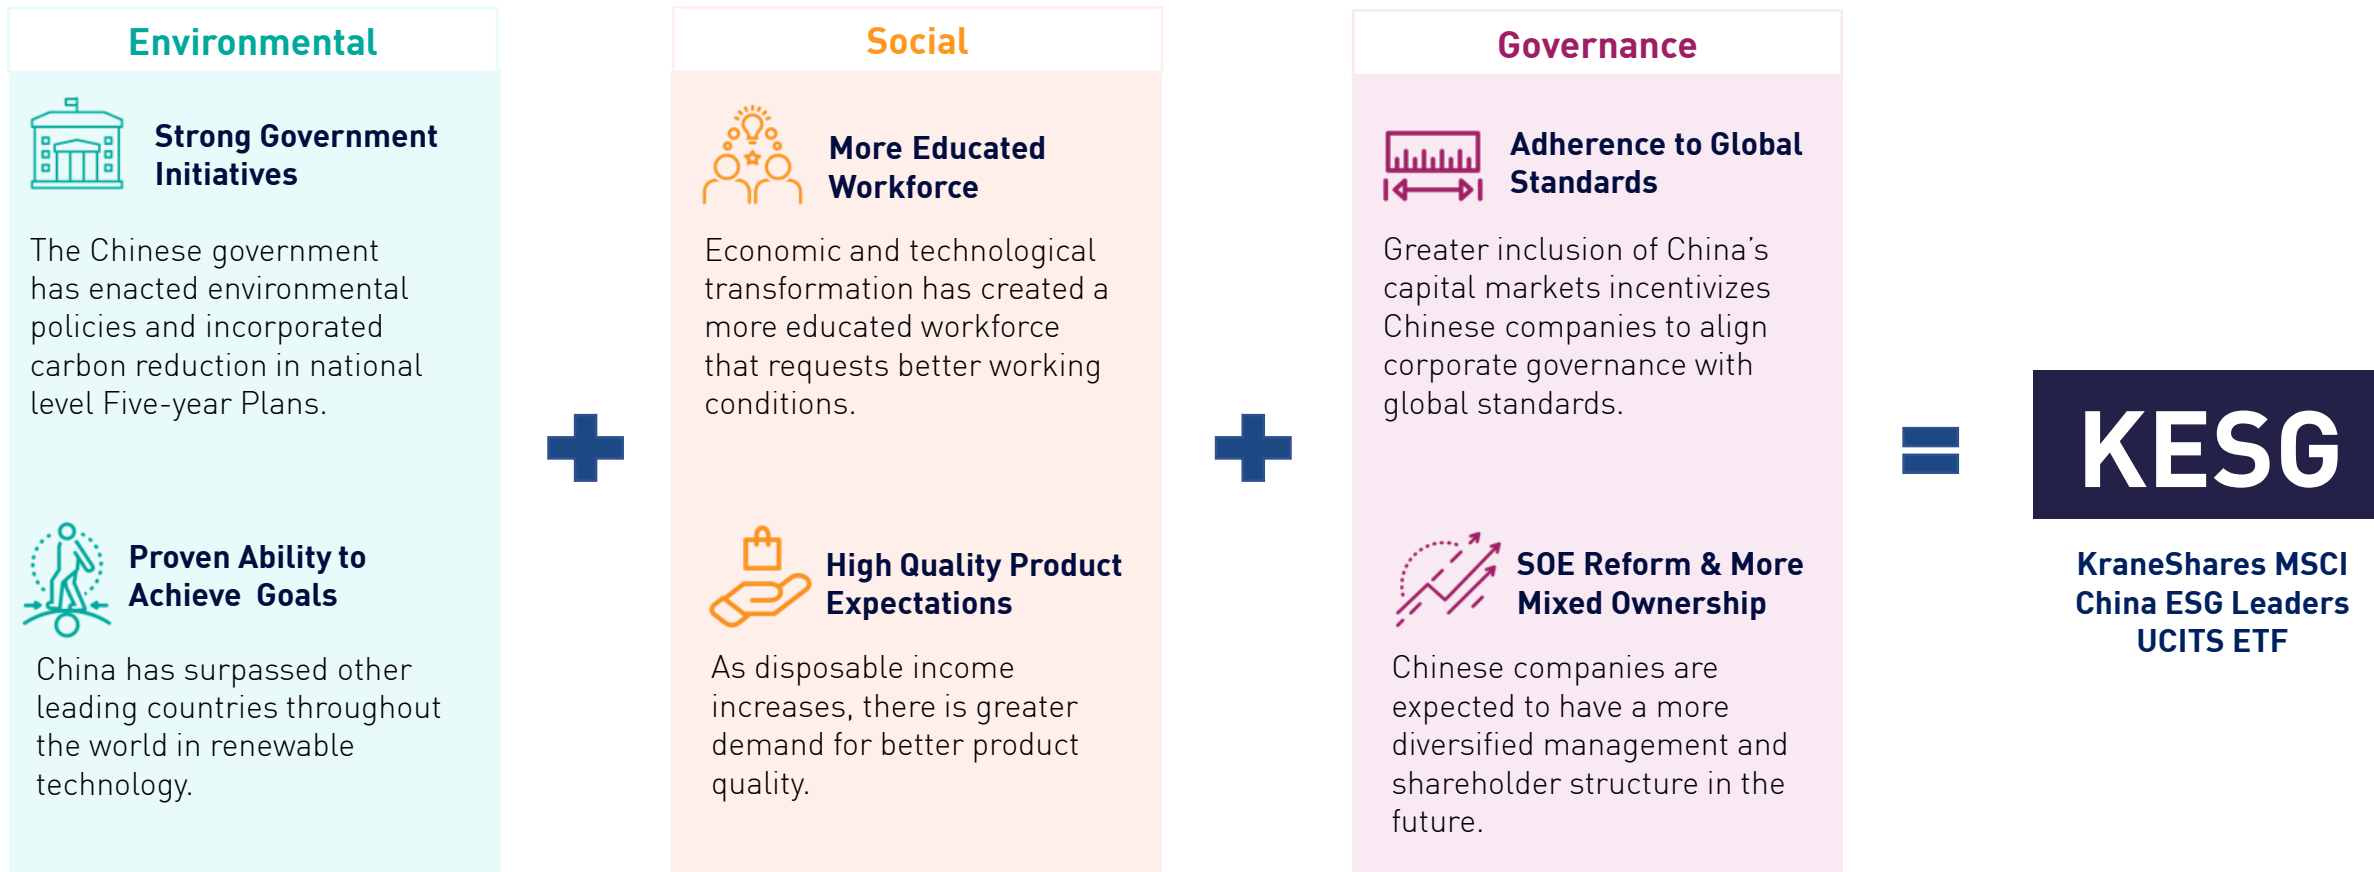 Environmental
Strong Government
Initiatives
The Chinese government
has enacted environmental
policies and incorporated
carbon reduction in national
level Five-year Plans.
Proven Ability to
Achieve Goals
China has surpassed other
leading countries throughout
the world in renewable
technology.
Social
More Educated
Workforce
Economic and technological
transformation has created a
more educated workforce
that requests better working
conditions.
High Quality Product
Expectations
As disposable income
increases, there is greater
demand for better product
quality.
Governance
Adherence to Global
Standards
Greater inclusion of China’s
capital markets incentivizes
Chinese companies to align
corporate governance with
global standards.
SOE Reform & More
Mixed Ownership
Chinese companies are
expected to have a more
diversified management and
shareholder structure in the
future.
KESG
KraneShares MSCI
China ESG Leaders
UCITS ETF